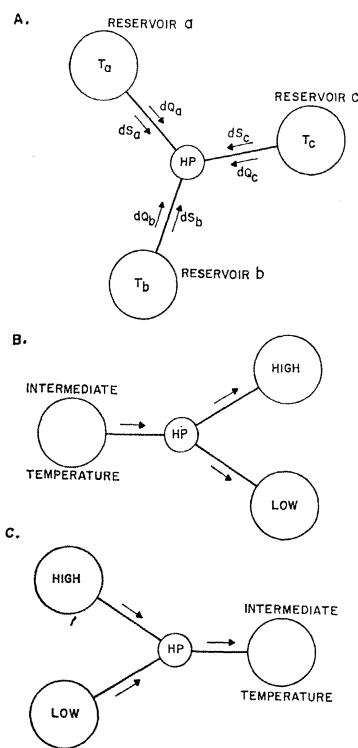 A.
RESERVOIR a
Ta
dQa
dSa
RESERVOIR c
dSc
HP
Tc
dQc
dQb
dSb
Tb
RESERVOIR b
B.
HIGH
INTERMEDIATE
HP
TEMPERATURE
LOW
C.
HIGH
INTERMEDIATE
HP
LOW
TEMPERATURE